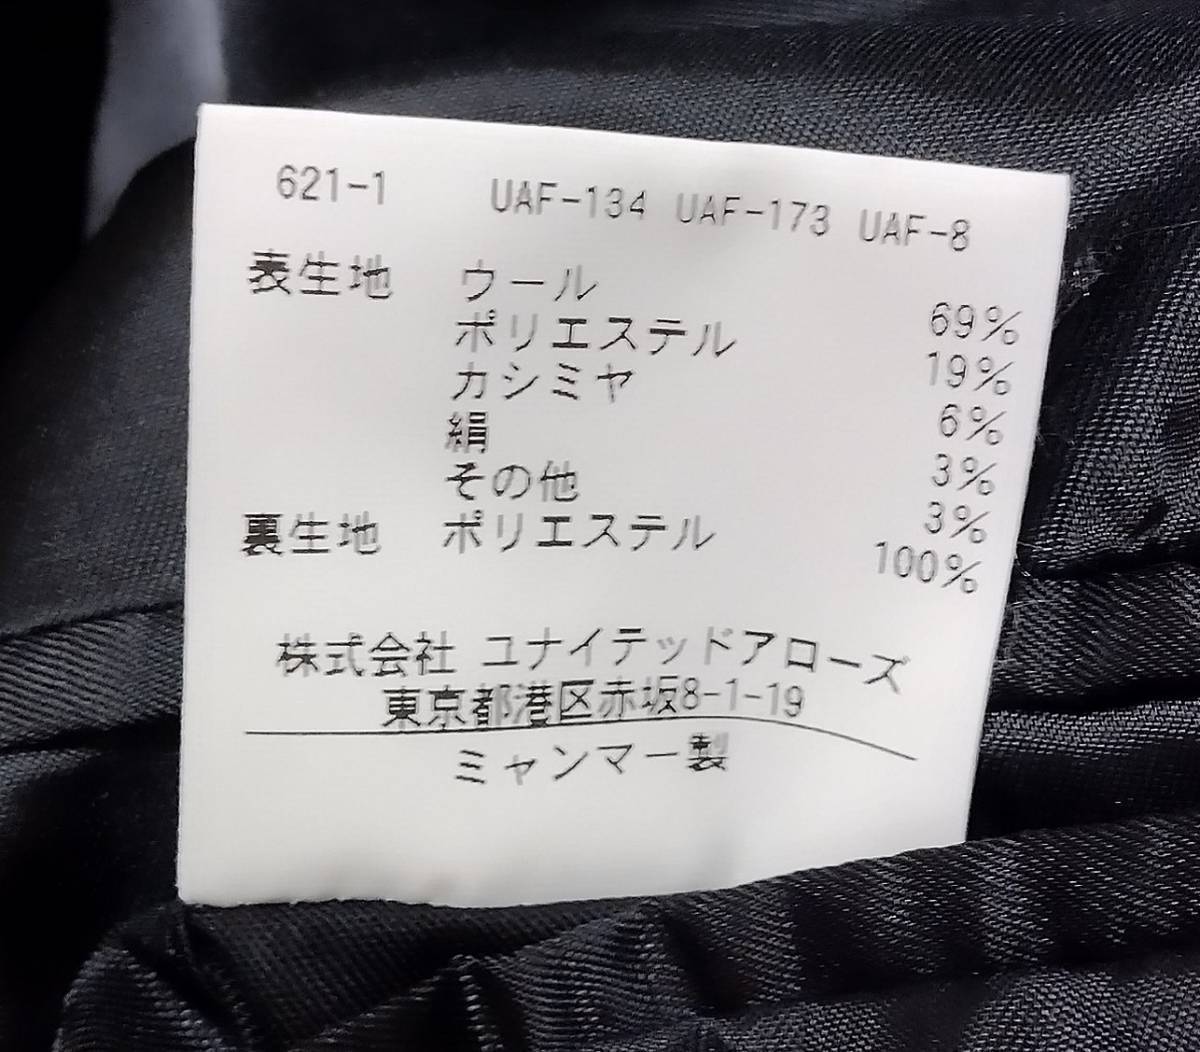 621-1 UAF-134 UAF-173 UAF-8
表生地 ウール 69%
ポリエステル 19%
カシミヤ 6%
絹 3%
その他 3%
裏生地 ポリエステル 100%
株式会社 ユナイテッドアローズ
東京都港区赤坂8-1-19
ミャンマー製